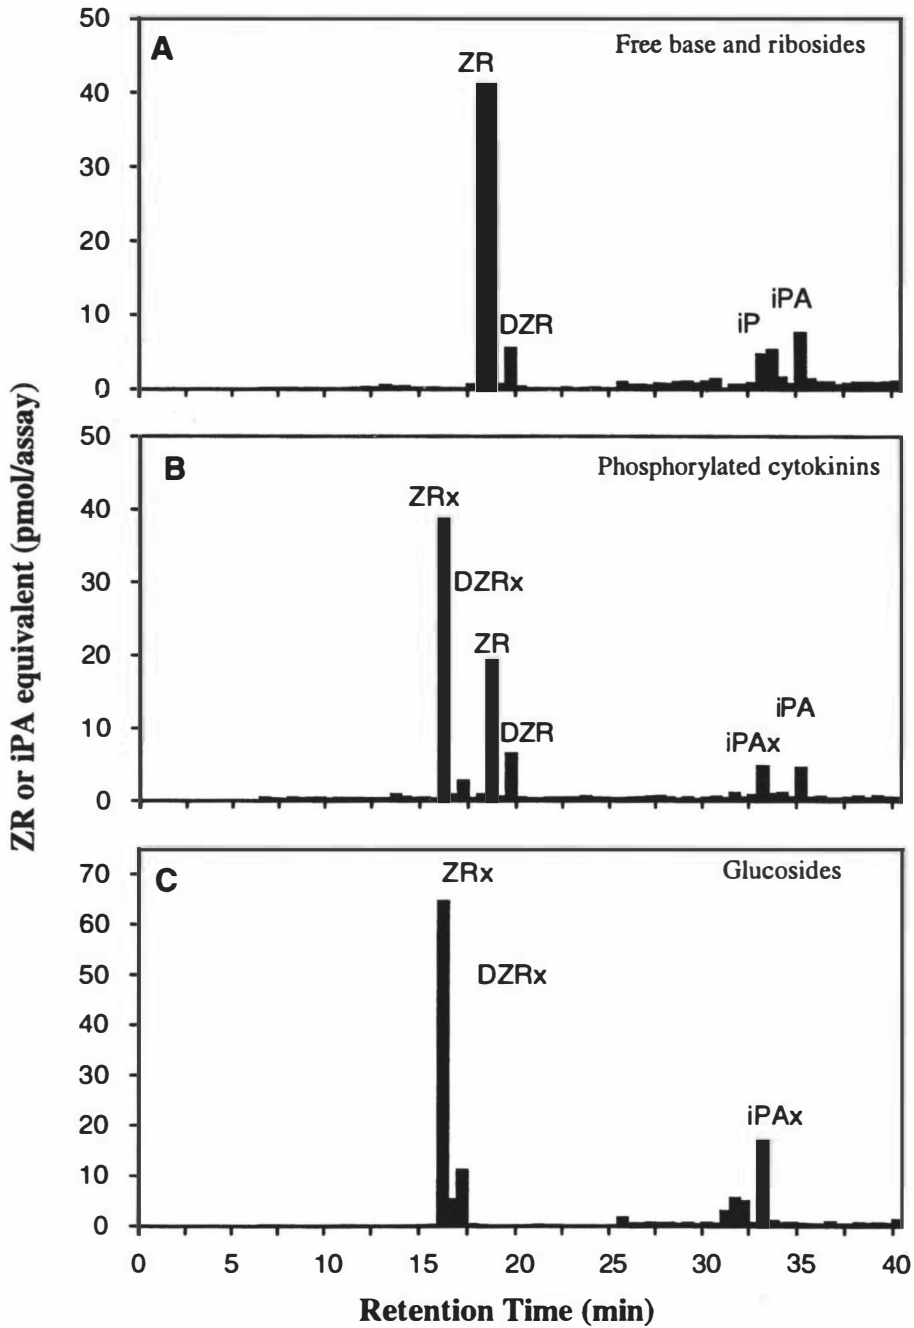 ZR or iPA equivalent (pmol/assay)
50
40
30
20
10
0
A
Free base and ribosides
ZR
DZR
iP
iPA
50
40
30
20
10
0
B
Phosphorylated cytokinins
ZRx
DZRx
ZR
DZR
iPAx
iPA
70
60
50
40
30
20
10
0
C
Glucosides
ZRx
DZRx
iPAx
0 5 10 15 20 25 30 35 40
Retention Time (min)